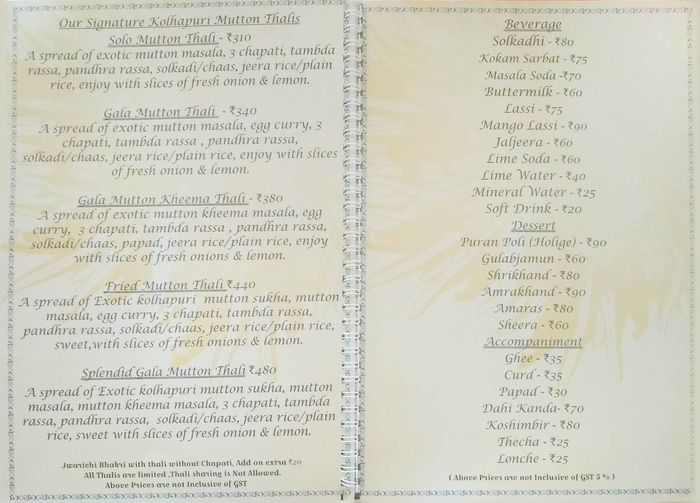 Our Signature Kolhapuri Mutton Thalis
Solo Mutton Thali - ₹310
A spread of exotic mutton masala, 3 chapati, tambda
rassa, pandhra rassa, solkadi/chaas, jeera rice/plain
rice, enjoy with slices of fresh onion & lemon.
Gala Mutton Thali - ₹340
A spread of exotic mutton masala, egg curry, 3
chapati, tambda rassa , pandhra rassa,
solkadi/chaas, jeera rice/plain rice, enjoy with slices
of fresh onion & lemon.
Gala Mutton Kheema Thali - ₹380
A spread of exotic mutton kheema masala, egg
curry, 3 chapati, tambda rassa , pandhra rassa,
solkadi/chaas, papad, jeera rice/plain rice, enjoy
with slices of fresh onions & lemon.
Fried Mutton Thali ₹440
A spread of Exotic kolhapuri mutton sukha, mutton
masala, egg curry, 3 chapati, tambda rassa,
pandhra rassa, solkadi/chaas, jeera rice/plain rice,
sweet,with slices of fresh onions & lemon.
Splendid Gala Mutton Thali ₹480
A spread of Exotic kolhapuri mutton sukha, mutton
masala, mutton kheema masala, 3 chapati, tambda
rassa, pandhra rassa, solkadi/chaas, jeera rice/plain
rice, sweet with slices of fresh onion & lemon.
Jwarichi Bhakri with thali without Chapati, Add on extra ₹20
All Thalis are limited ,Thali sharing is Not Allowed.
Above Prices are not Inclusive of GST
Beverage
Solkadhi - ₹80
Kokam Sarbat - ₹75
Masala Soda -₹70
Buttermilk - ₹60
Lassi - ₹75
Mango Lassi - ₹90
Jaljeera - ₹60
Lime Soda - ₹60
Lime Water - ₹40
Mineral Water - ₹25
Soft Drink - ₹20
Dessert
Puran Poli (Holige) - ₹90
Gulabjamun - ₹60
Shrikhand - ₹80
Amrakhand - ₹90
Amaras - ₹80
Sheera - ₹60
Accompaniment
Ghee - ₹35
Curd - ₹35
Papad - ₹30
Dahi Kanda- ₹70
Koshimbir - ₹80
Thecha - ₹25
Lonche - ₹25
( Above Prices are not Inclusive of GST 5 % )